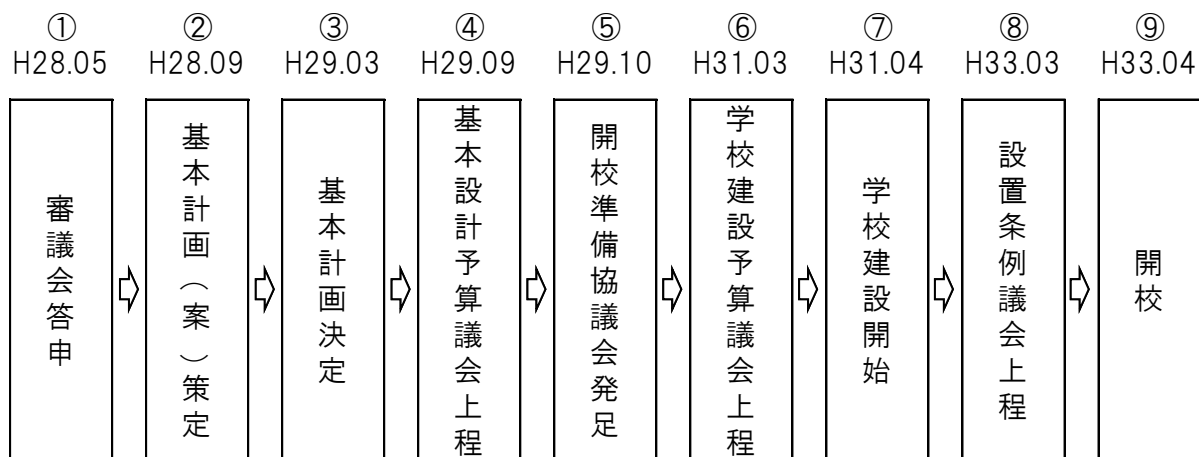 ① ② ③ ④ ⑤ ⑥ ⑦ ⑧ ⑨
H28.05 H28.09 H29.03 H29.09 H29.10 H31.03 H31.04 H33.03 H33.04
審議会答申
基本計画（案）策定
基本計画決定
基本設計予算議会上程
開校準備協議会発足
学校建設予算議会上程
学校建設開始
設置条例議会上程
開校